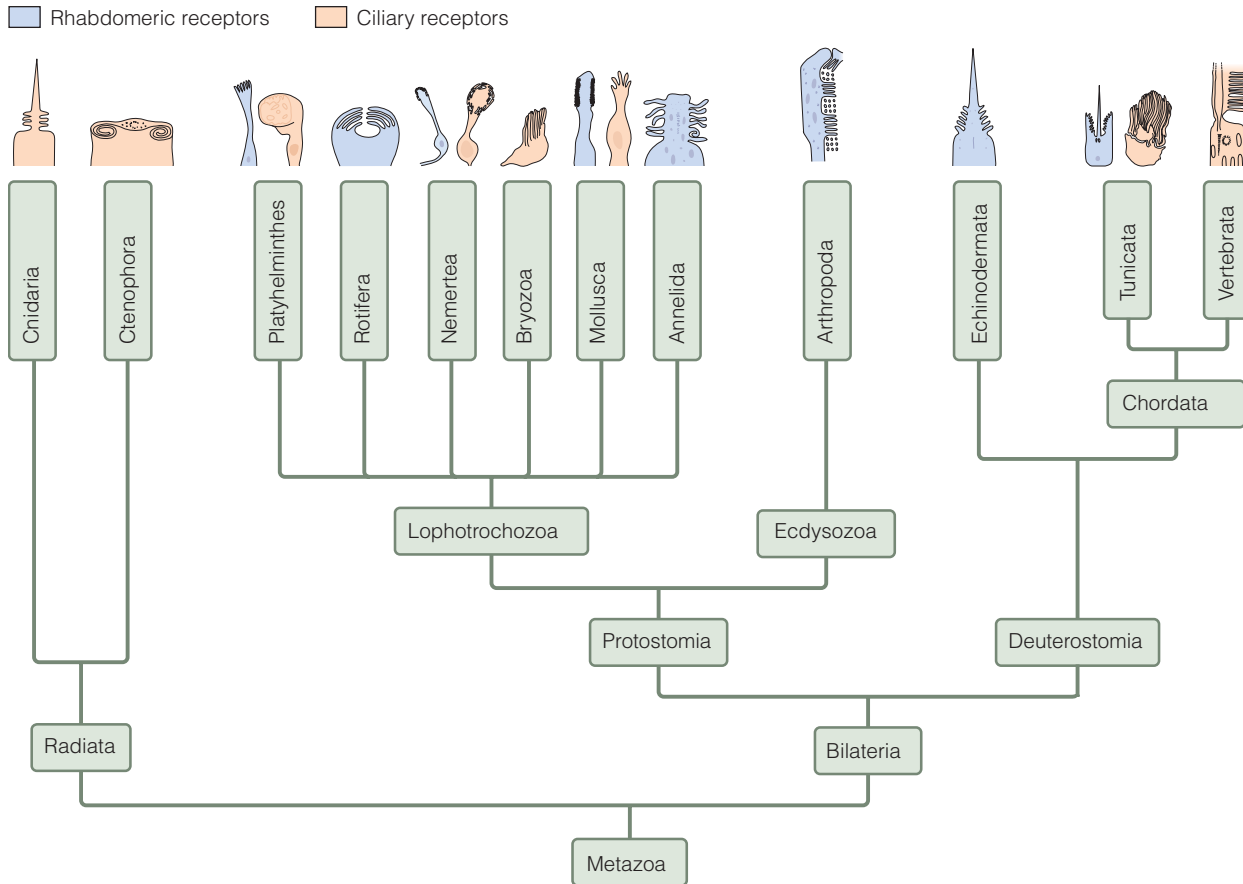 Rhabdomeric receptors
Ciliary receptors
Cnidaria
Ctenophora
Platyhelminthes
Rotifera
Nemertea
Bryozoa
Mollusca
Annelida
Arthropoda
Echinodermata
Tunicata
Vertebrata
Chordata
Lophotrochozoa
Ecdysozoa
Protostomia
Deuterostomia
Radiata
Bilateria
Metazoa